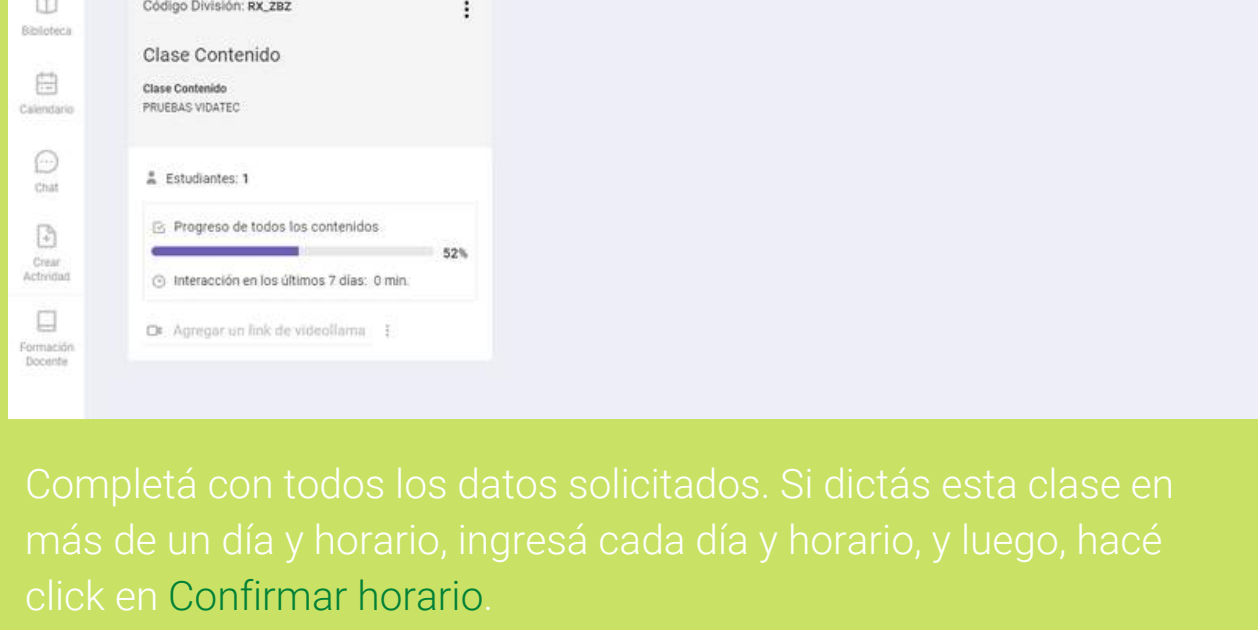 Biblioteca
Calendario
Chat
Crear
Actividad
Formación
Docente
Código División: RX_ZBZ
Clase Contenido
Clase Contenido
PRUEBAS VIDATEC
Estudiantes: 1
Progreso de todos los contenidos
52%
Interacción en los últimos 7 días: 0 min.
Agregar un link de videollama
Completá con todos los datos solicitados. Si dictás esta clase en
más de un día y horario, ingresá cada día y horario, y luego, hacé
click en Confirmar horario.